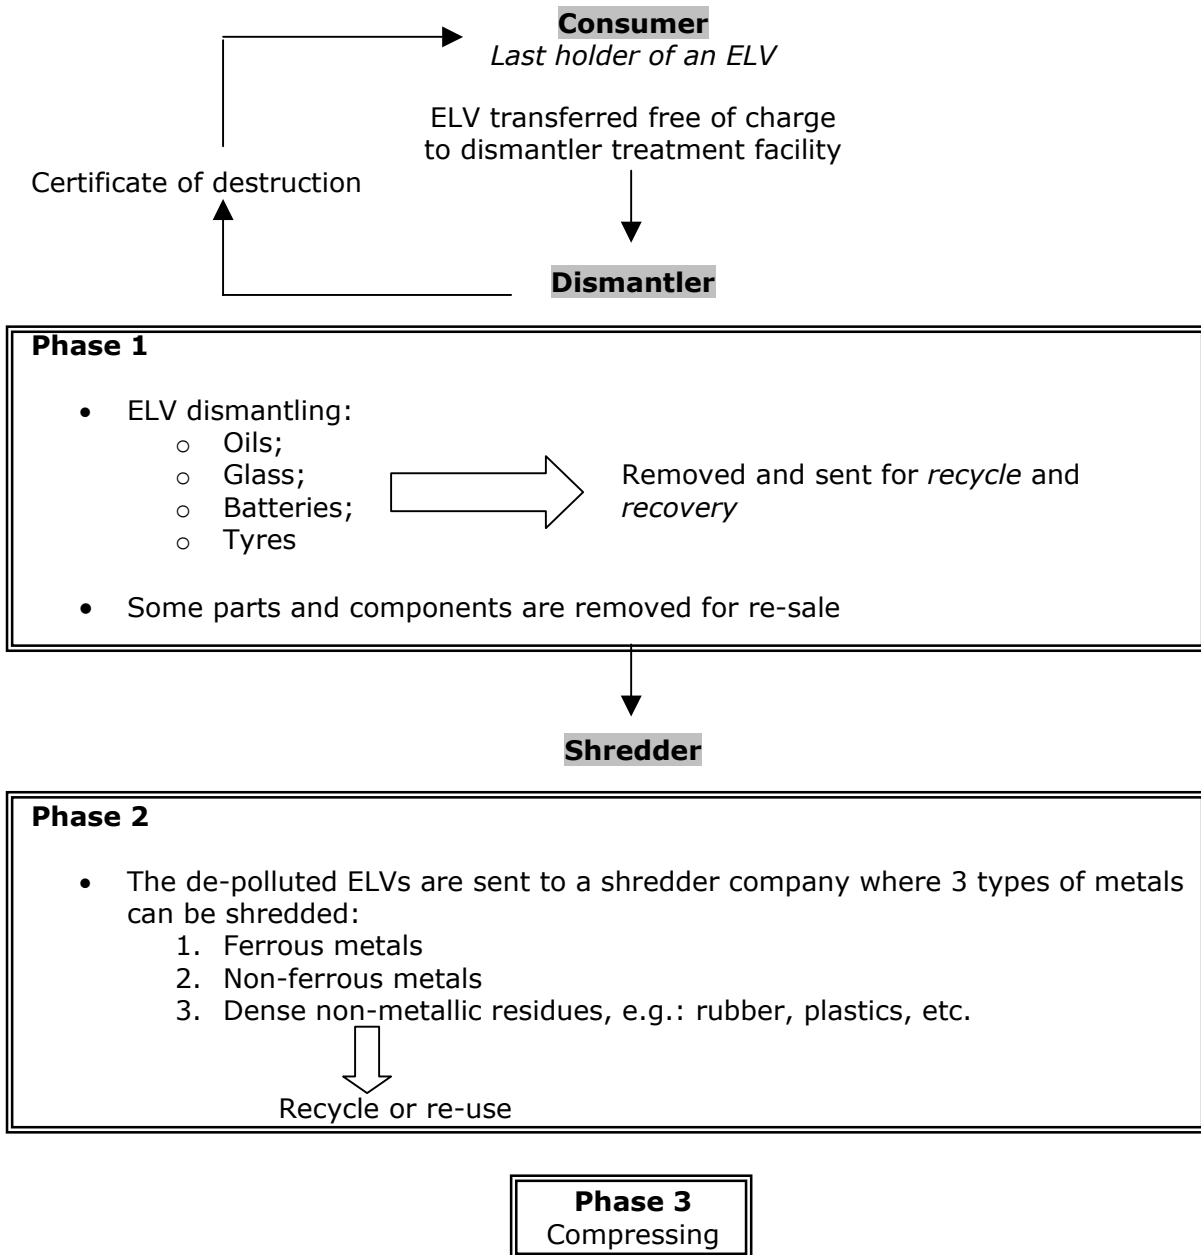 Consumer
Last holder of an ELV
ELV transferred free of charge
to dismantler treatment facility
Certificate of destruction
Dismantler
Phase 1
• ELV dismantling:
o Oils;
o Glass;
o Batteries;
o Tyres
Removed and sent for recycle and
recovery
• Some parts and components are removed for re-sale
Shredder
Phase 2
• The de-polluted ELVs are sent to a shredder company where 3 types of metals
can be shredded:
1. Ferrous metals
2. Non-ferrous metals
3. Dense non-metallic residues, e.g.: rubber, plastics, etc.
Recycle or re-use
Phase 3
Compressing